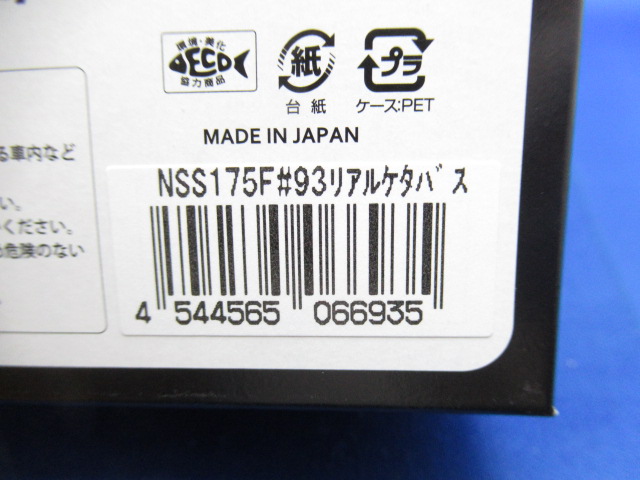 環境・美化
ECO
協力商品
紙
台紙
プラ
ケース:PET
MADE IN JAPAN
る車内など
い。
ください。
危険のない
NSS175F#93リアルケタバス
4 544565 066935